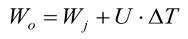 W_o = W_j + U · ΔT